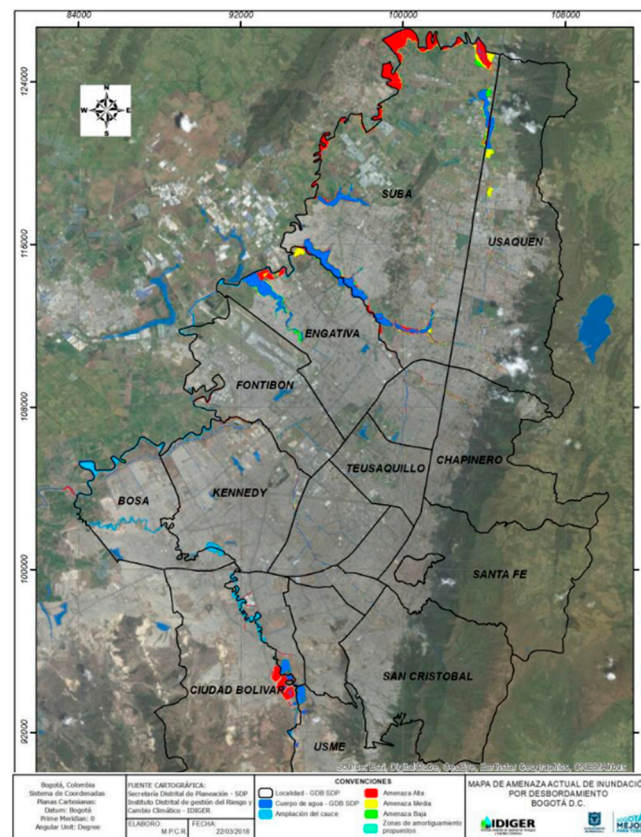 84000 92000 100000 108000
124000
N
W E
S
SUBA
116000
USAQUEN
ENGATIVA
FONTIBON
108000
TEUSAQUILLO
CHAPINERO
BOSA
KENNEDY
100000
SANTA FE
CIUDAD BOLIVAR
SAN CRISTOBAL
92000
USME
Bogotá, Colombia
Sistema de Coordenadas
Planas Cartesianas:
Datum: Bogotá
Prime Meridias: 0
Angular Unit: Degree
FUENTE CARTOGRÁFICA:
Secretaría Distrital de Planeación - SDP
Instituto Distrital de gestión del Riesgo y
Cambio Climático - IDIGER
ELABORO:
M.P.C.R.
FECHA:
22/03/2018
CONVENCIONES
Localidad - GDB SDP
Cuerpo de agua - GDB SDP
Ampliación del cauce
Amenaza Alta
Amenaza Media
Amenaza Baja
Zonas de amortiguamiento
propuestos
MAPA DE AMENAZA ACTUAL DE INUNDACIÓN
POR DESBORDAMIENTO
BOGOTÁ D.C.
IDIGER